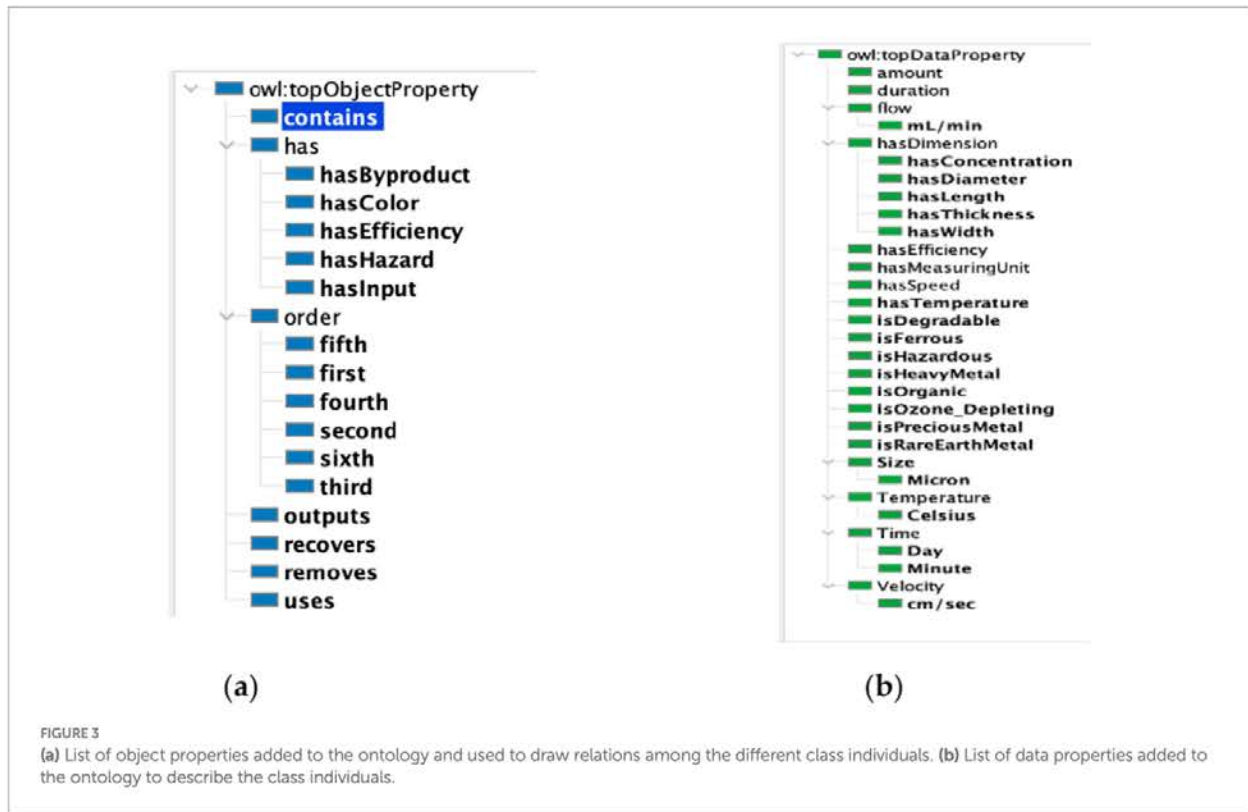 owl:topObjectProperty
contains
has
hasByproduct
hasColor
hasEfficiency
hasHazard
hasInput
order
fifth
first
fourth
second
sixth
third
outputs
recovers
removes
uses
(a)
owl:topDataProperty
amount
duration
flow
mL/min
hasDimension
hasConcentration
hasDiameter
hasLength
hasThickness
hasWidth
hasEfficiency
hasMeasuringUnit
hasSpeed
hasTemperature
isDegradable
isFerrous
isHazardous
isHeavyMetal
isOrganic
isOzone_Depleting
isPreciousMetal
isRareEarthMetal
Size
Micron
Temperature
Celsius
Time
Day
Minute
Velocity
cm/sec
(b)
FIGURE 3
(a) List of object properties added to the ontology and used to draw relations among the different class individuals. (b) List of data properties added to
the ontology to describe the class individuals.